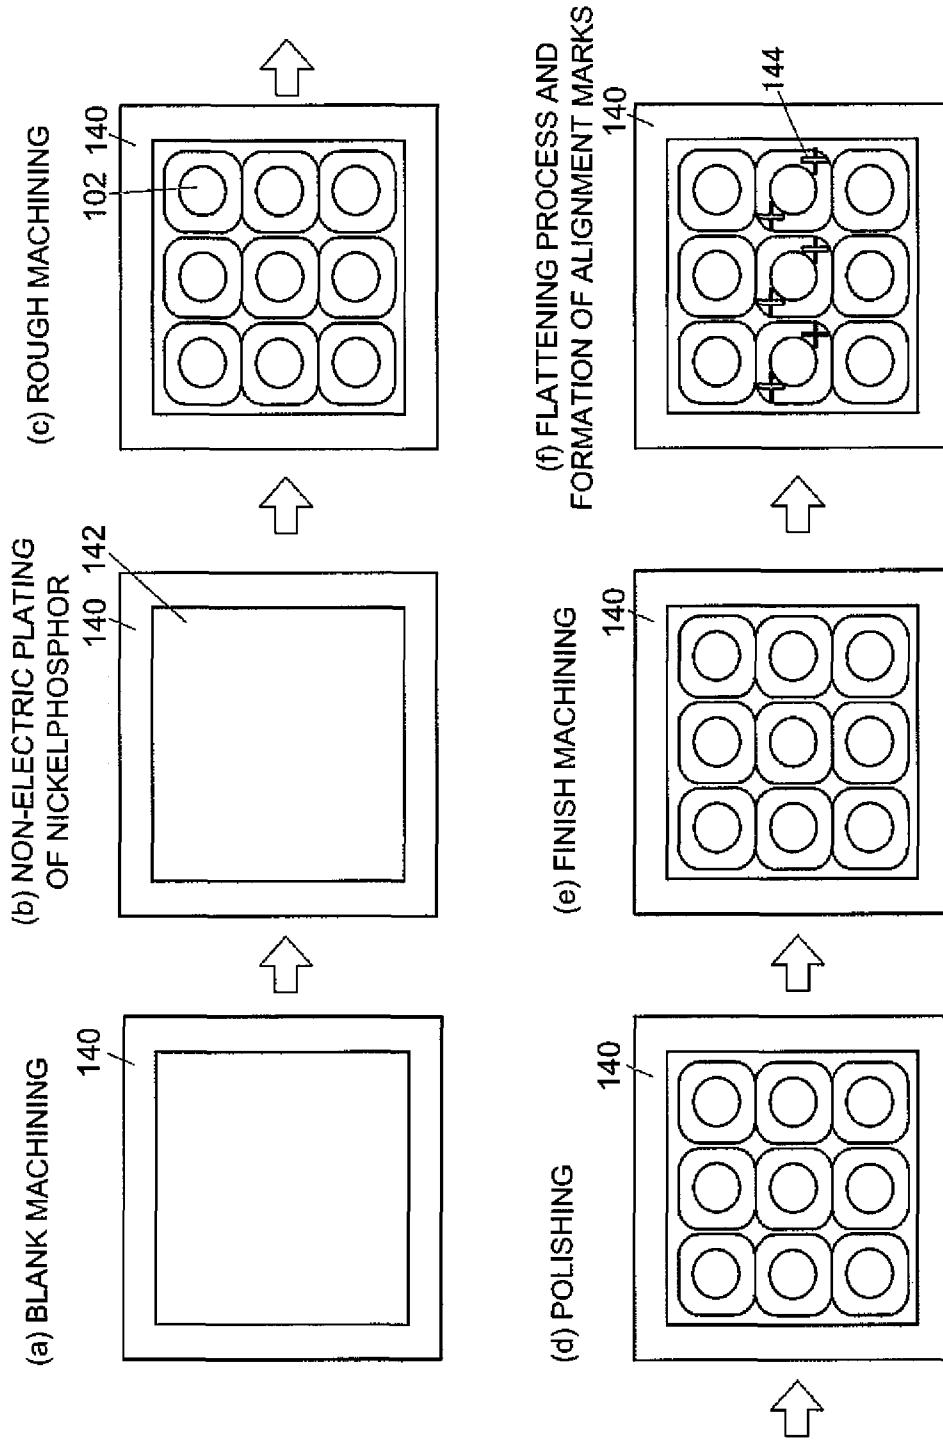 (a) BLANK MACHINING
140
(b) NON-ELECTRIC PLATING
OF NICKELPHOSPHOR
140
142
(c) ROUGH MACHINING
102
140
(d) POLISHING
140
(e) FINISH MACHINING
140
(f) FLATTENING PROCESS AND
FORMATION OF ALIGNMENT MARKS
140
144